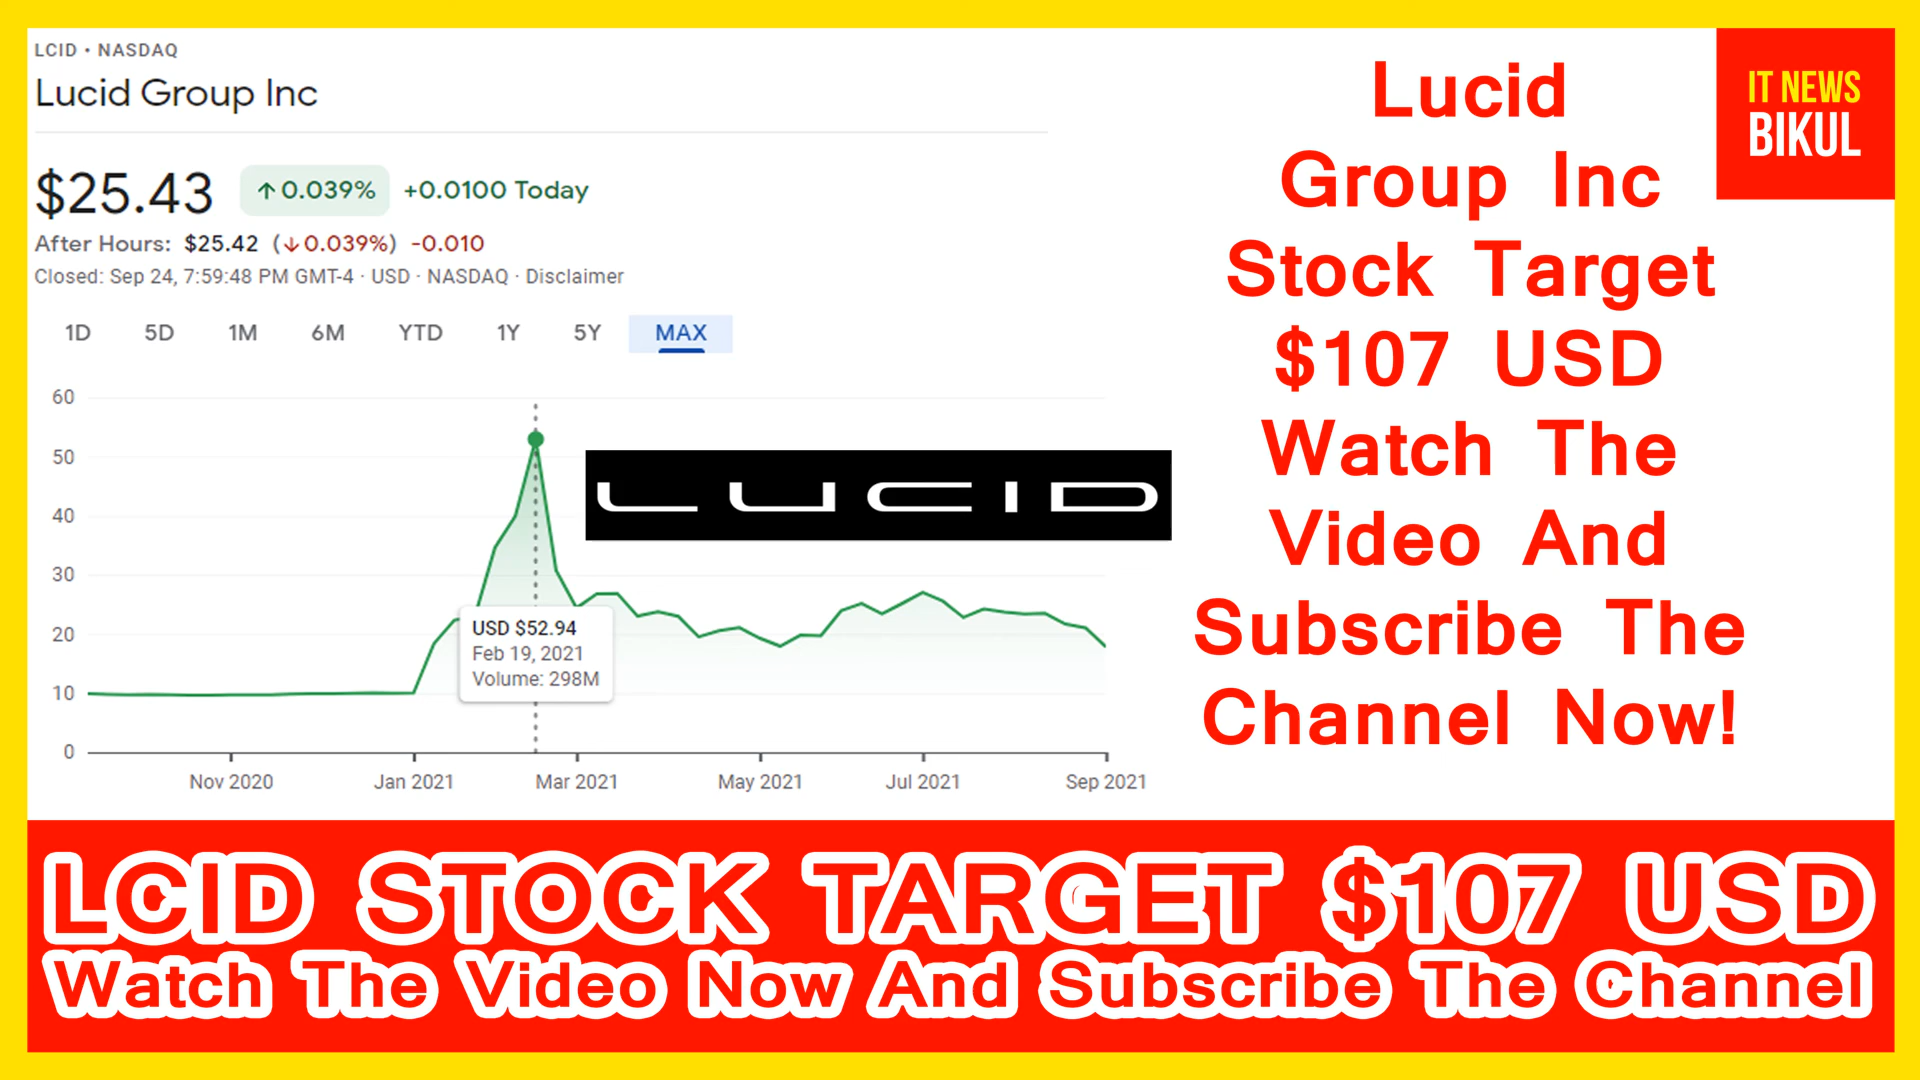 LCID • NASDAQ
Lucid Group Inc
$25.43 ↑ 0.039% +0.0100 Today
After Hours: $25.42 (↓ 0.039%) -0.010
Closed: Sep 24, 7:59:48 PM GMT-4 · USD · NASDAQ · Disclaimer
1D 5D 1M 6M YTD 1Y 5Y MAX
60
50
40
30
20
10
0
USD $52.94
Feb 19, 2021
Volume: 298M
Nov 2020 Jan 2021 Mar 2021 May 2021 Jul 2021 Sep 2021
LUCID
Lucid
Group Inc
Stock Target
$107 USD
Watch The
Video And
Subscribe The
Channel Now!
IT NEWS
BIKUL
LCID STOCK TARGET $107 USD
Watch The Video Now And Subscribe The Channel